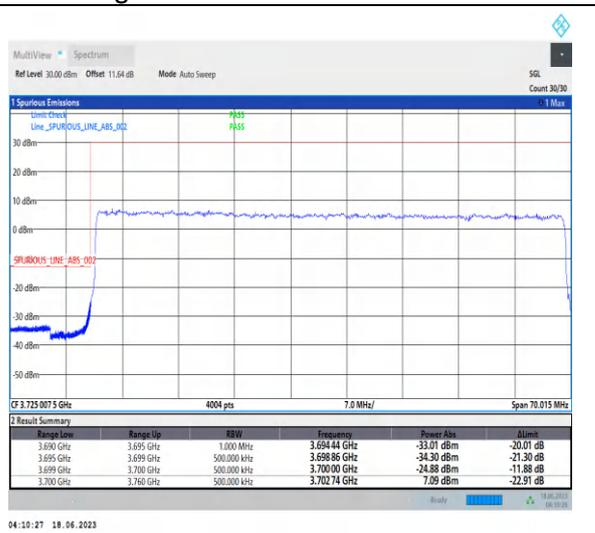 MultiView Spectrum
Ref Level 30.00 dBm Offset 11.64 dB Mode Auto Sweep SGL
Count 30/30
1 Spurious Emissions 1 Max
Limit Check PASS
Line _SPURIOUS_LINE_ABS_002 PASS
30 dBm
20 dBm
10 dBm
0 dBm
_SPURIOUS_LINE_ABS_002
-20 dBm
-30 dBm
-40 dBm
-50 dBm
CF 3.725 007 5 GHz 4004 pts 7.0 MHz/ Span 70.015 MHz
2 Result Summary
Range Low Range Up RBW Frequency Power Abs ΔLimit
3.690 GHz 3.695 GHz 1.000 MHz 3.694 44 GHz -33.01 dBm -20.01 dB
3.695 GHz 3.699 GHz 500.000 kHz 3.698 86 GHz -34.30 dBm -21.30 dB
3.699 GHz 3.700 GHz 500.000 kHz 3.700 00 GHz -24.88 dBm -11.88 dB
3.700 GHz 3.760 GHz 500.000 kHz 3.702 74 GHz 7.09 dBm -22.91 dB
Ready 18.06.2023
04:10:26
04:10:27 18.06.2023